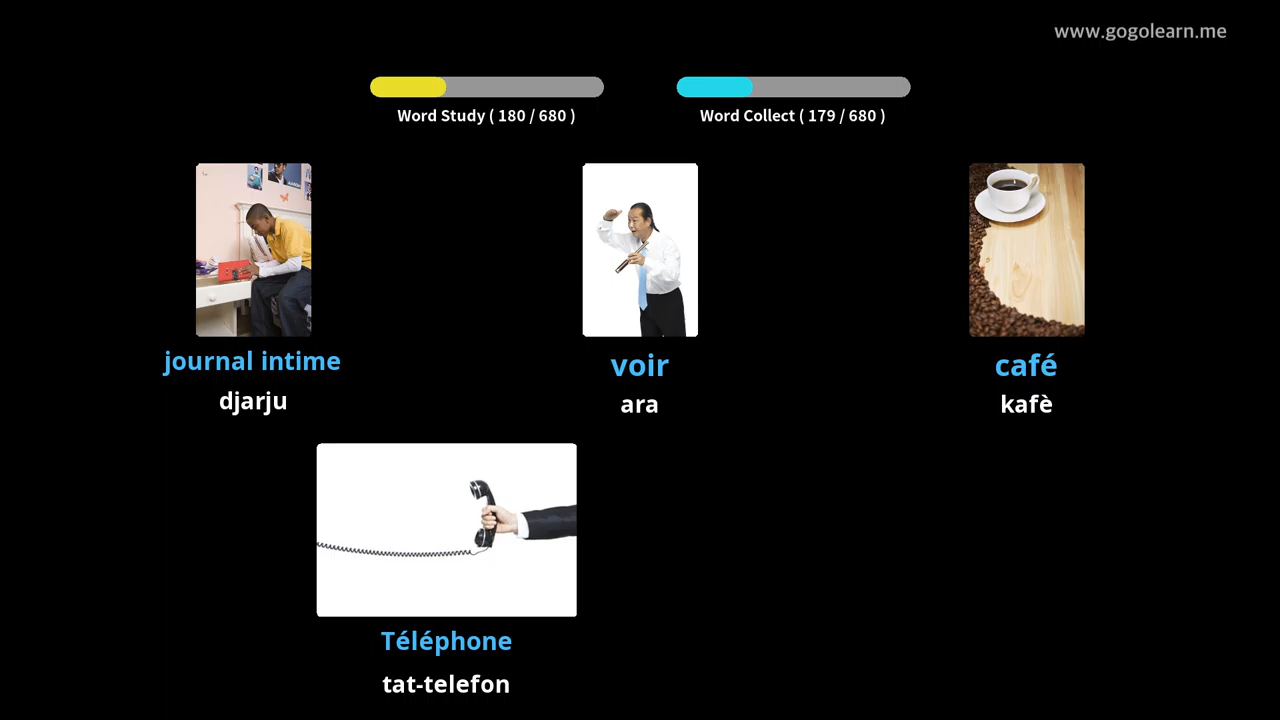 www.gogolearn.me
Word Study ( 180 / 680 )
Word Collect ( 179 / 680 )
journal intime
djarju
voir
ara
café
kafè
Téléphone
tat-telefon